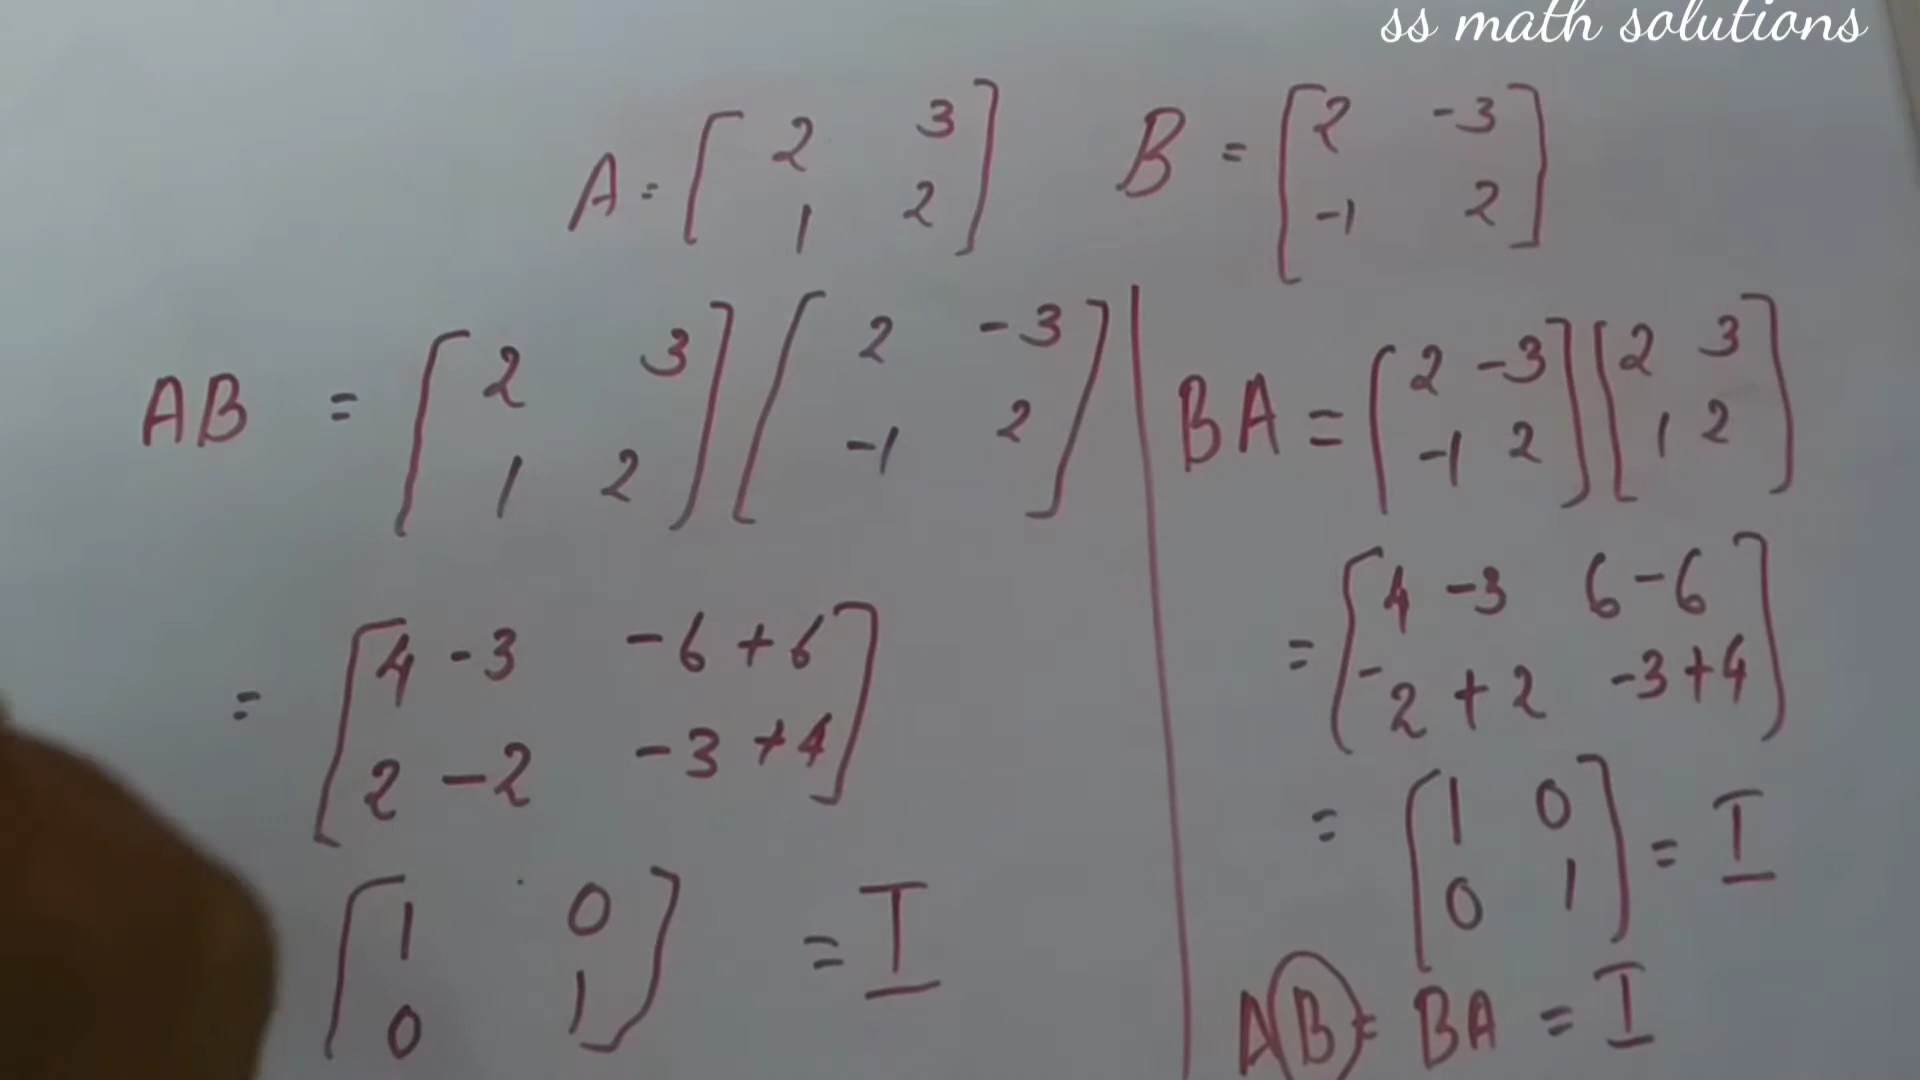 ss math solutions
A = [ 2 3
1 2 ] B = [ 2 -3
-1 2 ]
AB = [ 2 3
1 2 ] [ 2 -3
-1 2 ]
= [ 4 - 3 -6 + 6
2 - 2 -3 + 4 ]
[ 1 0
0 1 ] = I
BA = [ 2 -3
-1 2 ] [ 2 3
1 2 ]
= [ 4 - 3 6 - 6
-2 + 2 -3 + 4 ]
= [ 1 0
0 1 ] = I
AB = BA = I